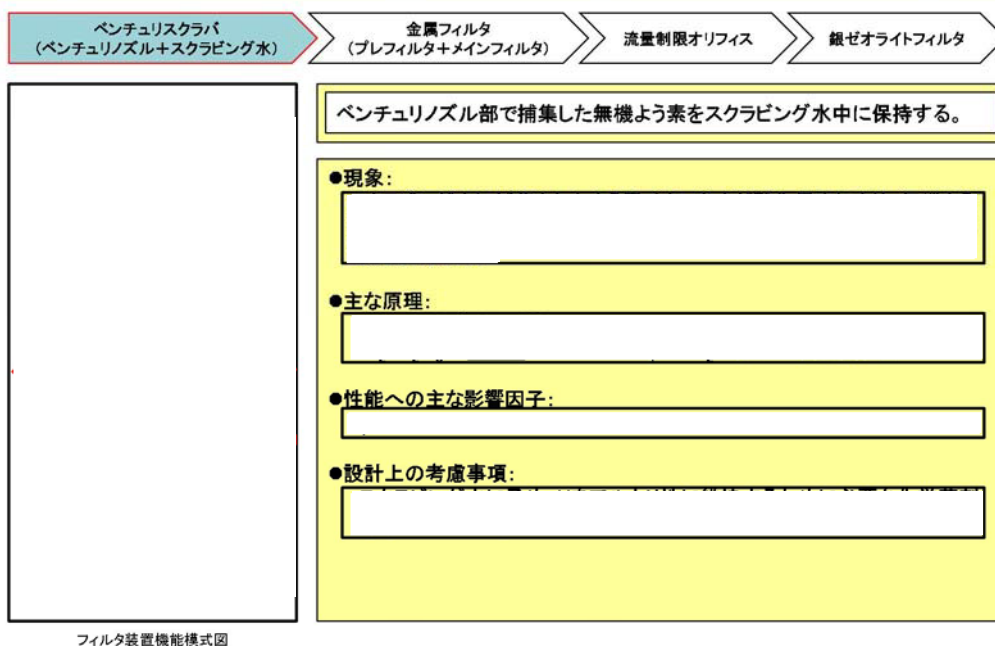 ベンチュリスクラバ
(ベンチュリノズル+スクラビング水)
金属フィルタ
(プレフィルタ+メインフィルタ)
流量制限オリフィス
銀ゼオライトフィルタ
ベンチュリノズル部で捕集した無機よう素をスクラビング水中に保持する。
●現象:
●主な原理:
●性能への主な影響因子:
●設計上の考慮事項:
フィルタ装置機能模式図